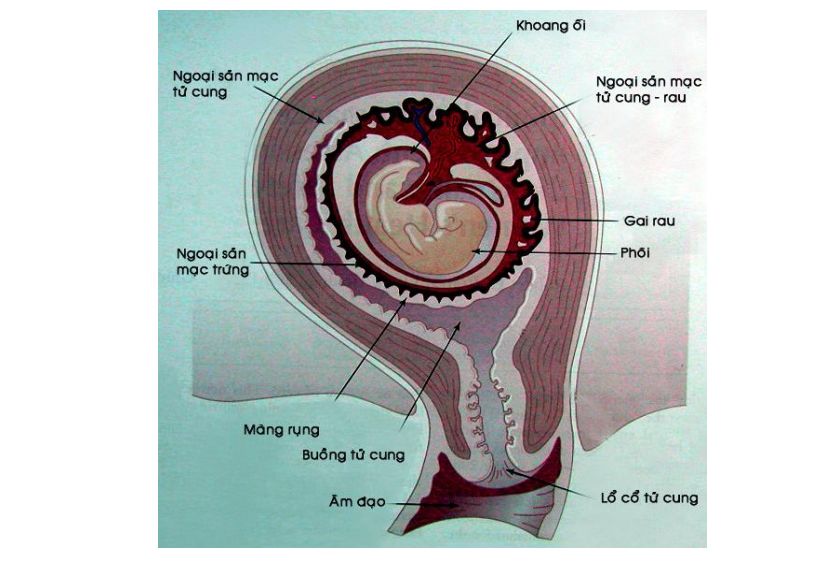 Khoang ối
Ngoại sản mạc
tử cung
Ngoại sản mạc
tử cung - rau
Gai rau
Phôi
Ngoại sản
mạc trứng
Màng rụng
Buồng tử cung
Âm đạo
Lổ cổ tử cung